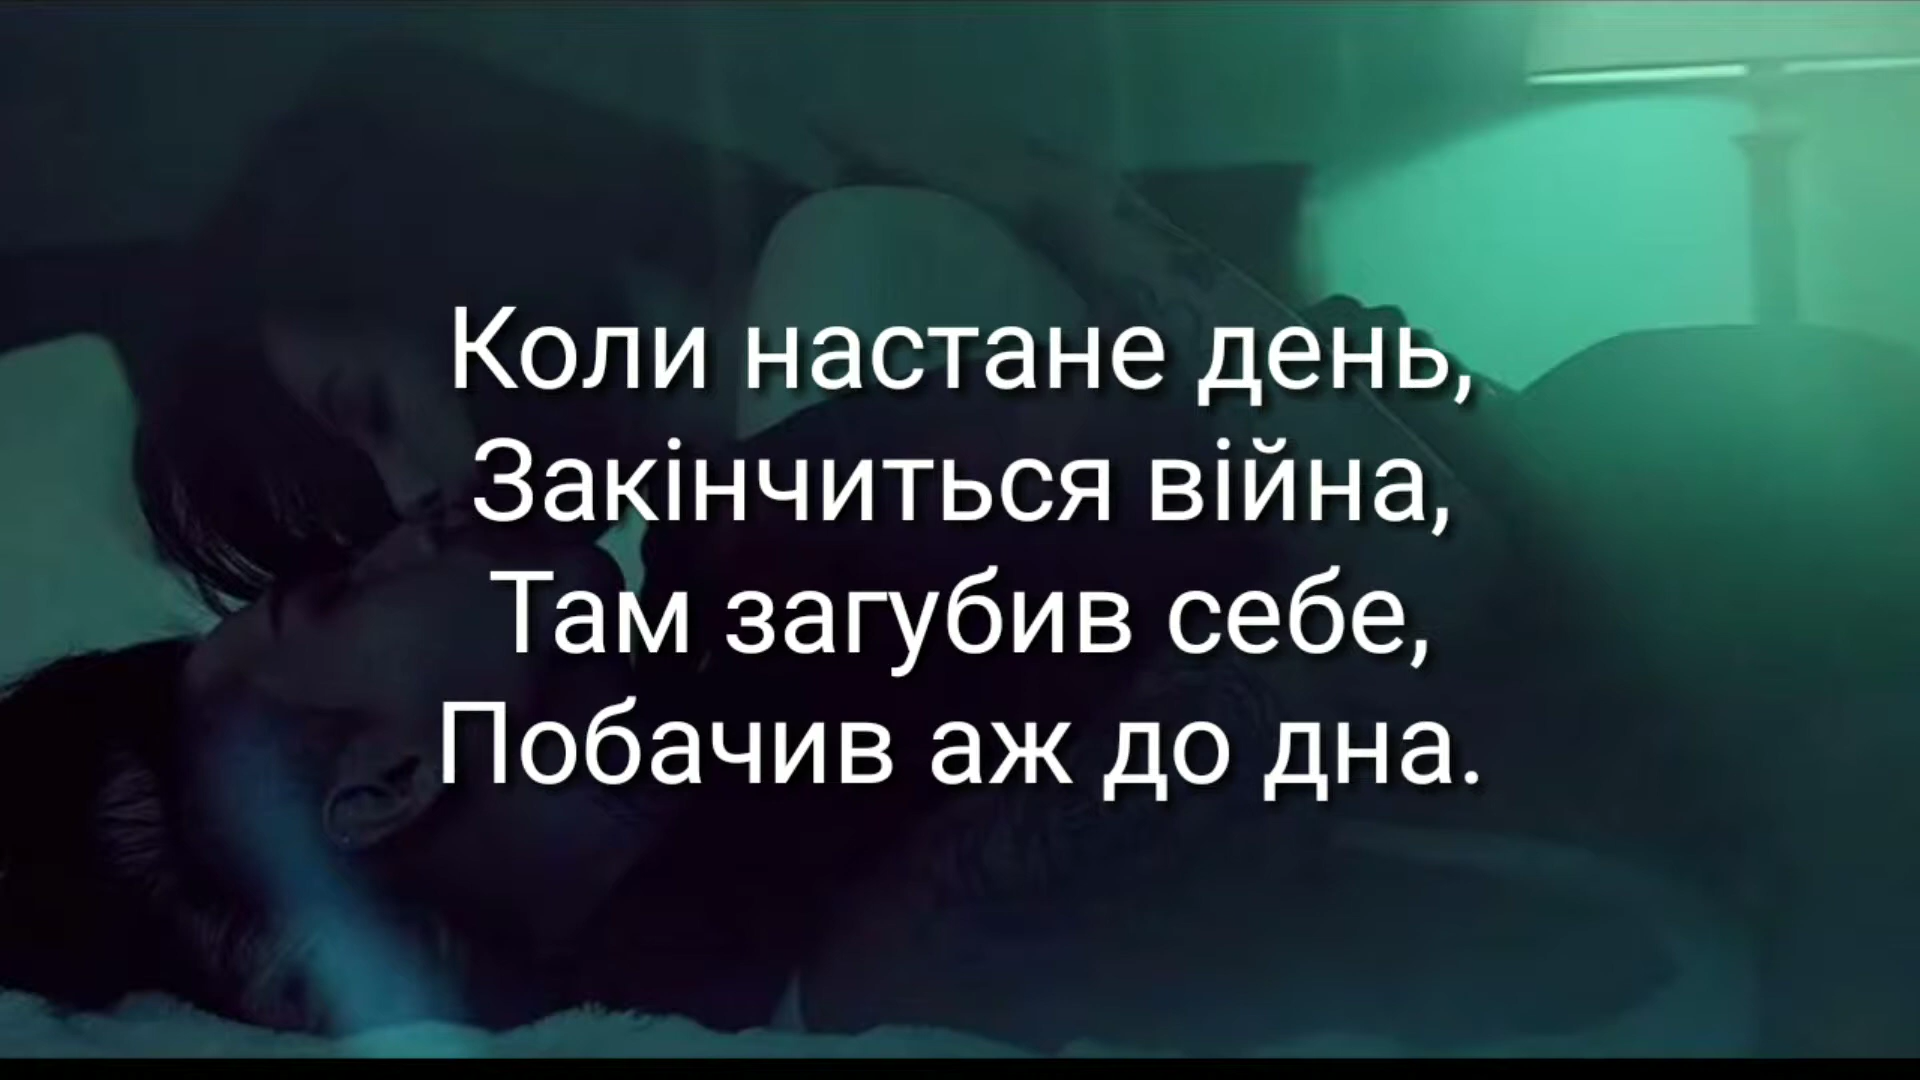 Коли настане день,
Закінчиться війна,
Там загубив себе,
Побачив аж до дна.